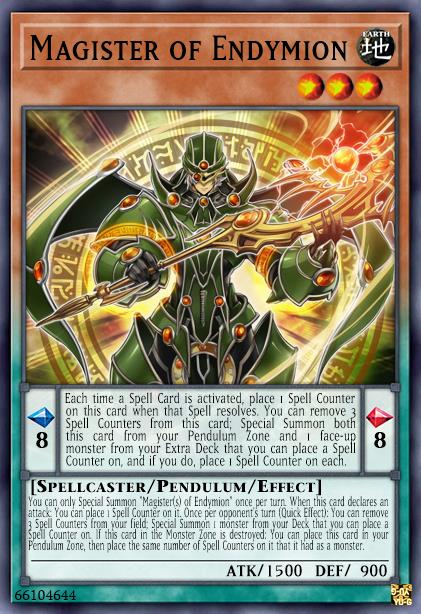 MAGISTER OF ENDYMION
EARTH
地
Each time a Spell Card is activated, place 1 Spell Counter
on this card when that Spell resolves. You can remove 3
Spell Counters from this card; Special Summon both
this card from your Pendulum Zone and 1 face-up
monster from your Extra Deck that you can place a Spell
Counter on, and if you do, place 1 Spell Counter on each.
8
8
[SPELLCASTER/PENDULUM/EFFECT]
You can only Special Summon "Magister(s) of Endymion" once per turn. When this card declares an
attack: You can place 1 Spell Counter on it. Once per opponent's turn (Quick Effect): You can remove
3 Spell Counters from your field; Special Summon 1 monster from your Deck that you can place a
Spell Counter on. If this card in the Monster Zone is destroyed: You can place this card in your
Pendulum Zone, then place the same number of Spell Counters on it that it had as a monster.
ATK/1500 DEF/ 900
66104644